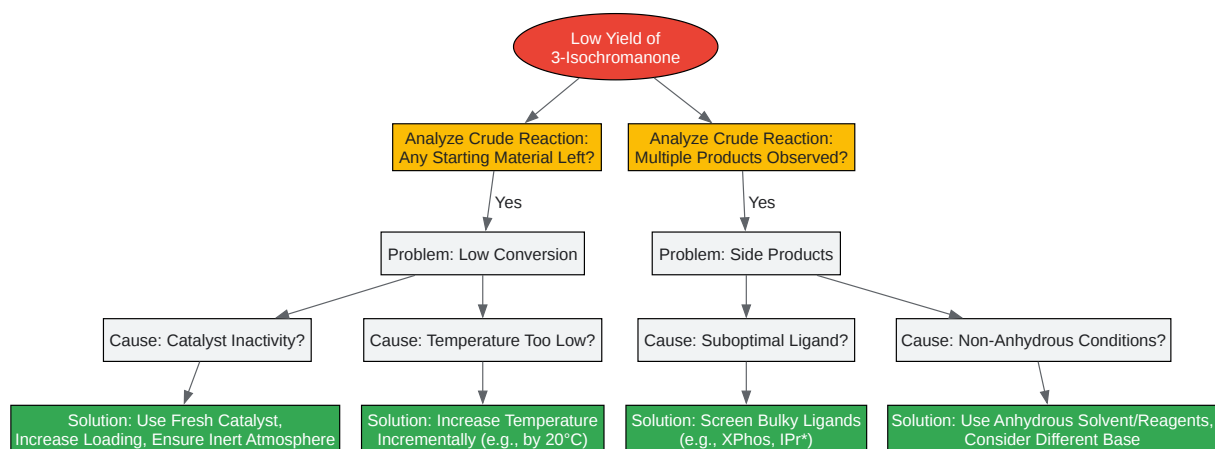 Low Yield of
3-Isochromanone
Analyze Crude Reaction:
Any Starting Material Left?
Analyze Crude Reaction:
Multiple Products Observed?
Yes
Yes
Problem: Low Conversion
Problem: Side Products
Cause: Catalyst Inactivity?
Cause: Temperature Too Low?
Cause: Suboptimal Ligand?
Cause: Non-Anhydrous Conditions?
Solution: Use Fresh Catalyst,
Increase Loading, Ensure Inert Atmosphere
Solution: Increase Temperature
Incrementally (e.g., by 20°C)
Solution: Screen Bulky Ligands
(e.g., XPhos, IPr*)
Solution: Use Anhydrous Solvent/Reagents,
Consider Different Base